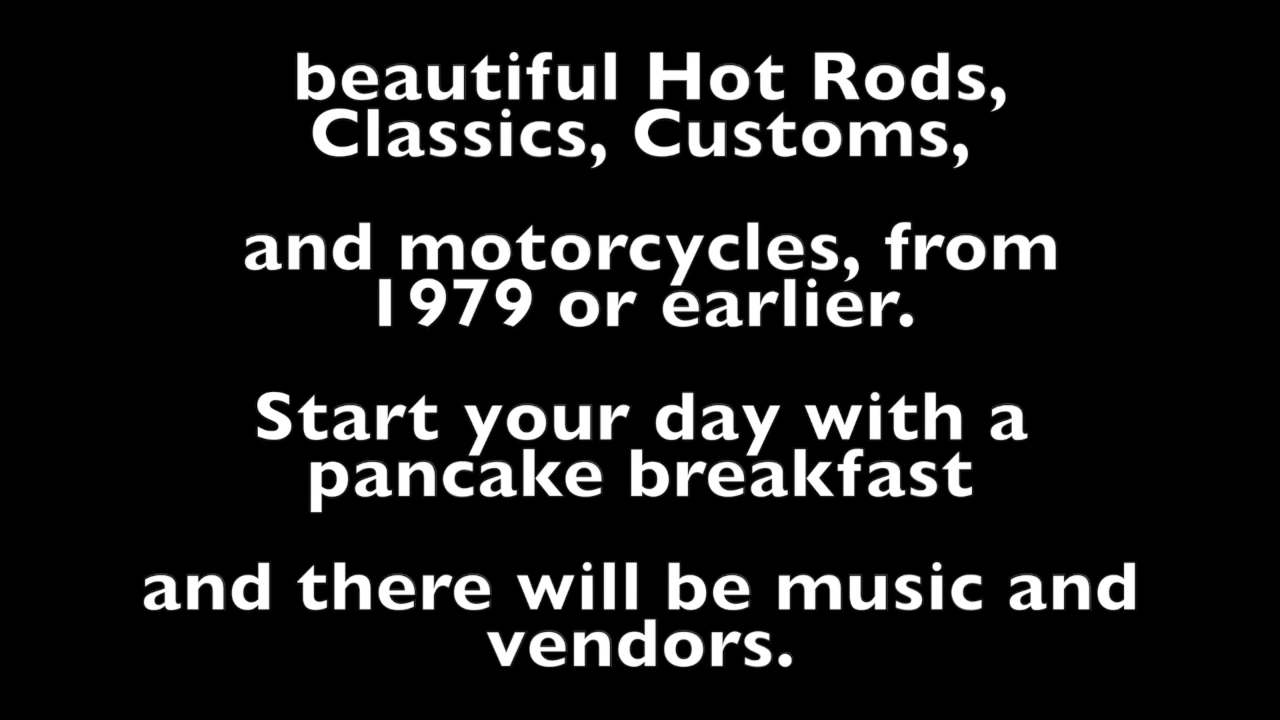 beautiful Hot Rods,
Classics, Customs,
and motorcycles, from
1979 or earlier.
Start your day with a
pancake breakfast
and there will be music and
vendors.